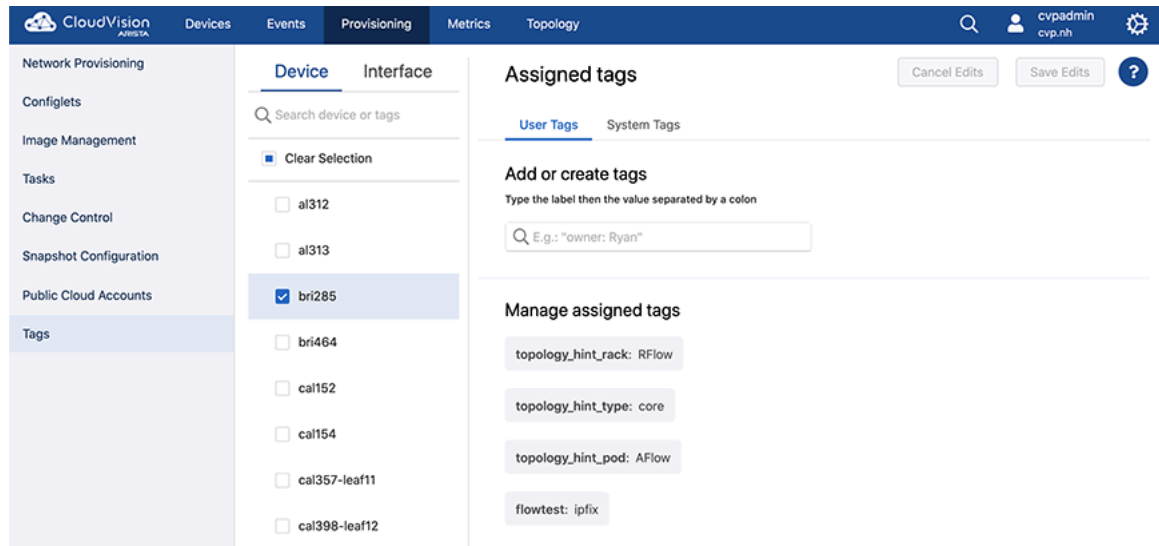 CloudVision
ARISTA
Devices
Events
Provisioning
Metrics
Topology
cvpadmin
cvp.nh
Network Provisioning
Configlets
Image Management
Tasks
Change Control
Snapshot Configuration
Public Cloud Accounts
Tags
Device
Interface
Search device or tags
Clear Selection
al312
al313
bri285
bri464
cal152
cal154
cal357-leaf11
cal398-leaf12
Assigned tags
Cancel Edits
Save Edits
?
User Tags
System Tags
Add or create tags
Type the label then the value separated by a colon
E.g.: "owner: Ryan"
Manage assigned tags
topology_hint_rack: RFlow
topology_hint_type: core
topology_hint_pod: AFlow
flowtest: ipfix